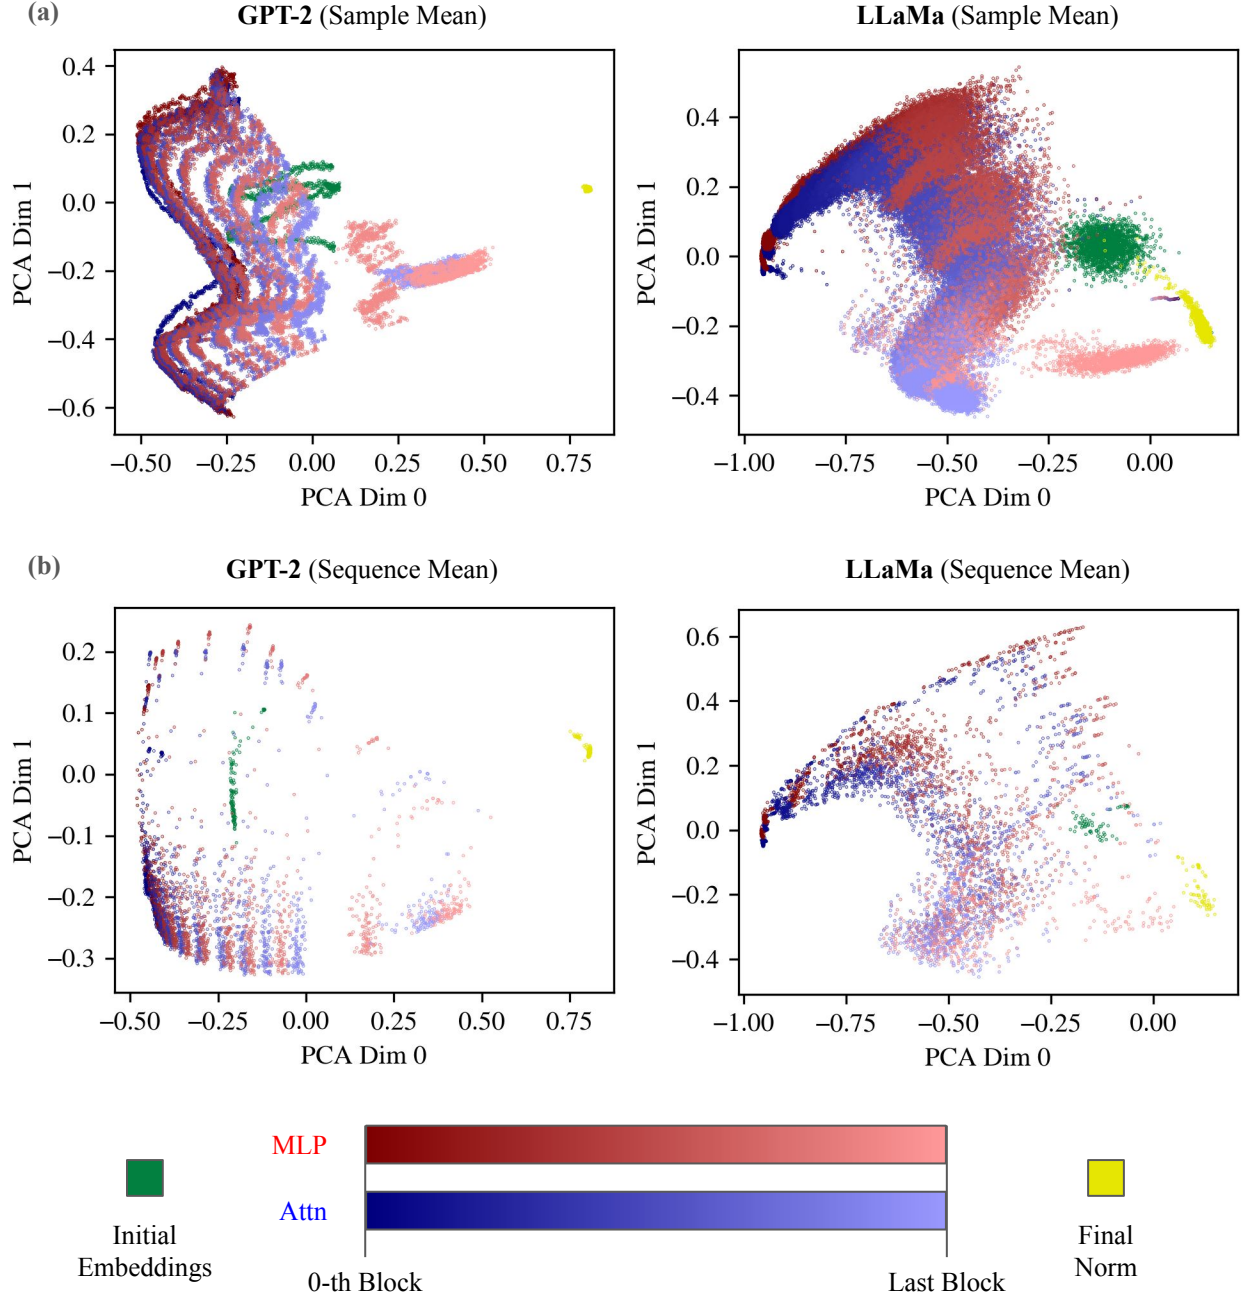 (a)
GPT-2 (Sample Mean)
LLaMa (Sample Mean)
0.4
0.2
0.0
−0.2
−0.4
−0.6
PCA Dim 1
−0.50 −0.25 0.00 0.25 0.50 0.75
PCA Dim 0
0.4
0.2
0.0
−0.2
−0.4
PCA Dim 1
−1.00 −0.75 −0.50 −0.25 0.00
PCA Dim 0
(b)
GPT-2 (Sequence Mean)
LLaMa (Sequence Mean)
0.2
0.1
0.0
−0.1
−0.2
−0.3
PCA Dim 1
−0.50 −0.25 0.00 0.25 0.50 0.75
PCA Dim 0
0.6
0.4
0.2
0.0
−0.2
−0.4
PCA Dim 1
−1.00 −0.75 −0.50 −0.25 0.00
PCA Dim 0
MLP
Attn
Initial
Embeddings
0-th Block
Last Block
Final
Norm